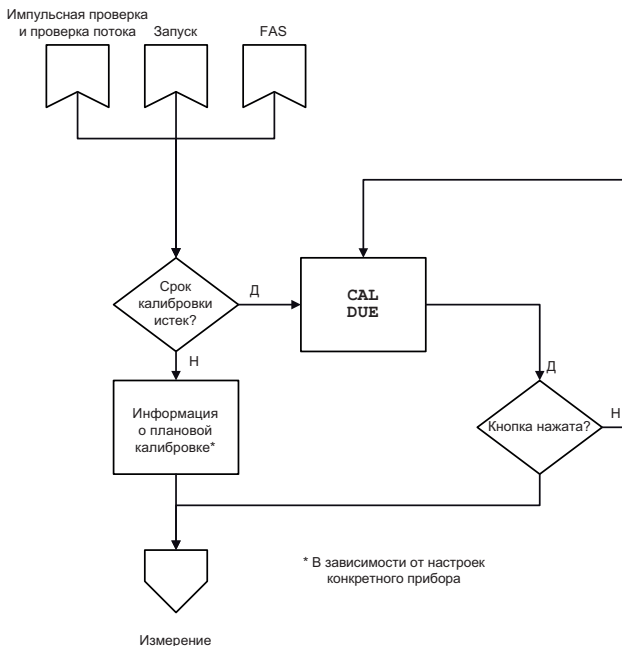 Импульсная проверка
и проверка потока
Запуск
FAS
Срок
калибровки
истек?
Д
CAL
DUE
Н
Д
Информация
о плановой
калибровке*
Кнопка нажата?
Н
* В зависимости от настроек
конкретного прибора
Измерение